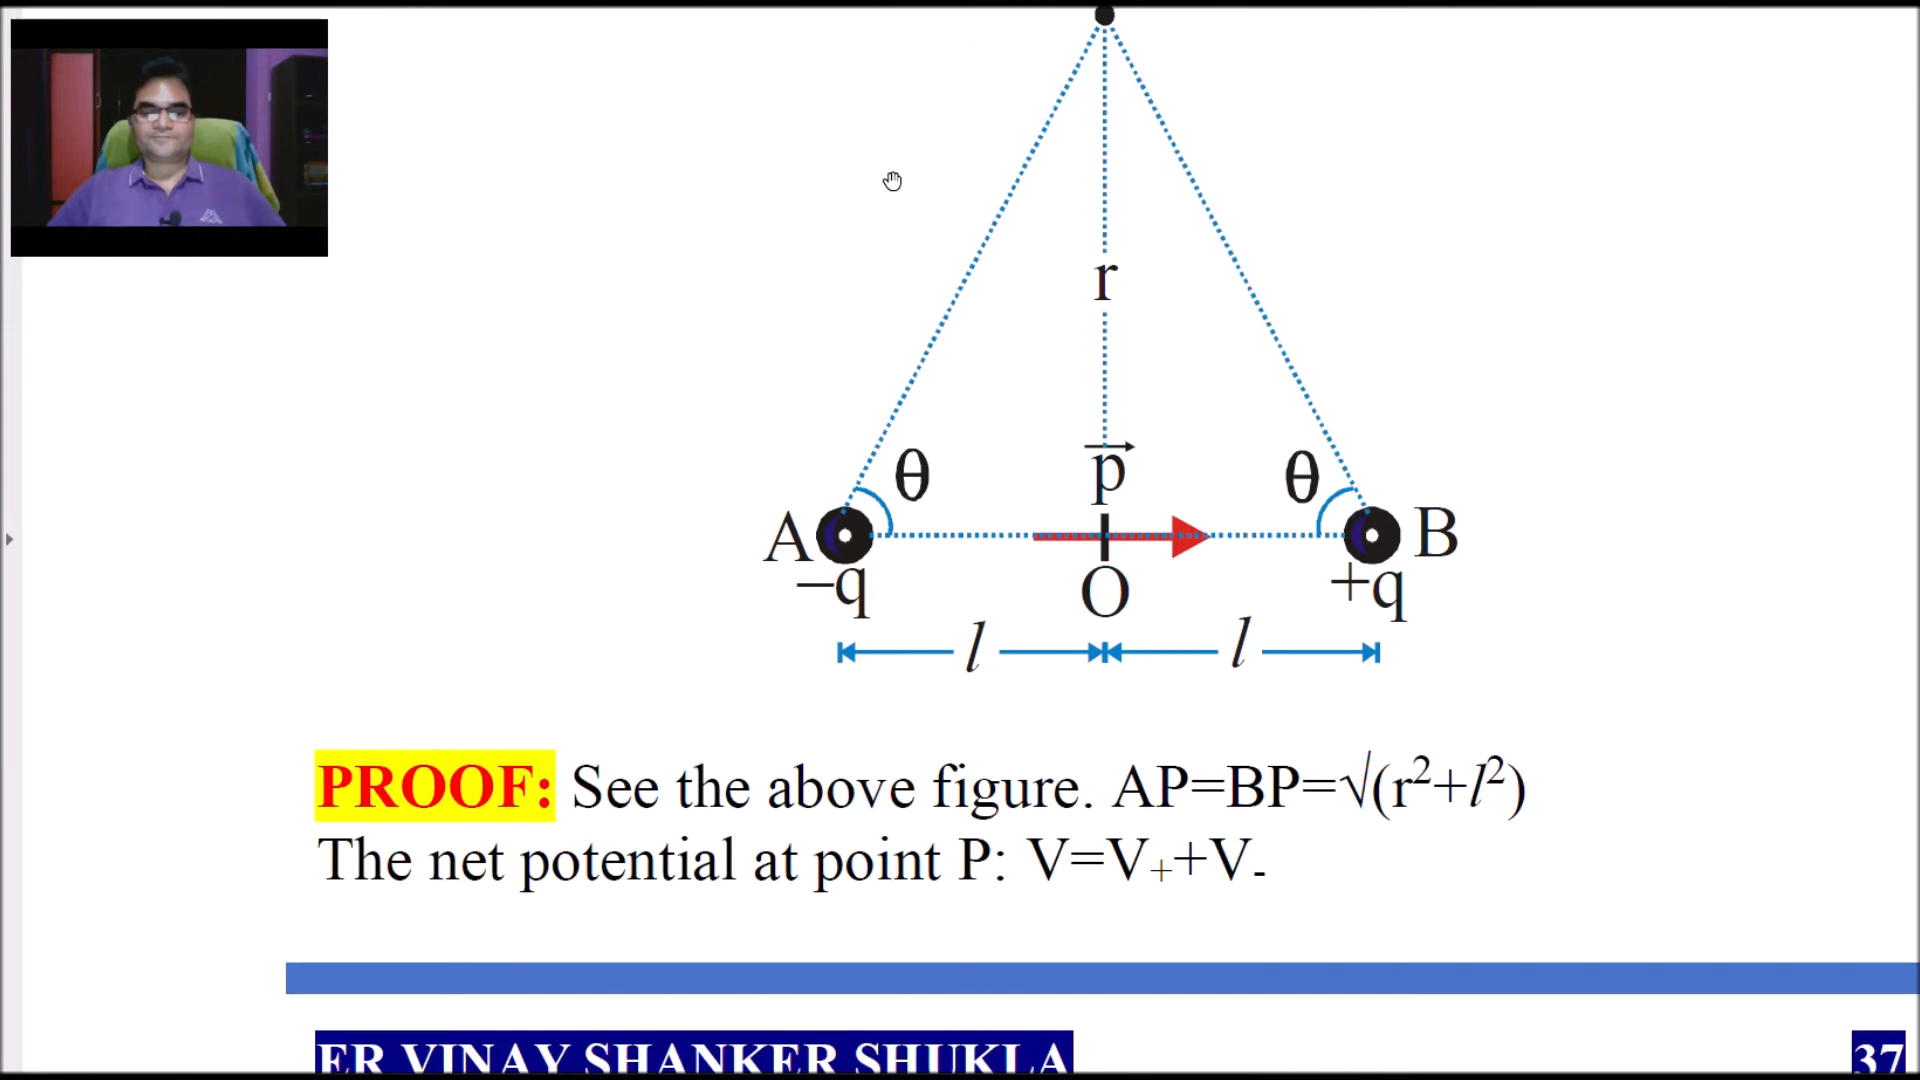 r
p
θ θ
A B
−q O +q
l l
PROOF: See the above figure. AP=BP=√(r²+l²)
The net potential at point P: V=V₊+V₋
ER VINAY SHANKER SHUKLA 37